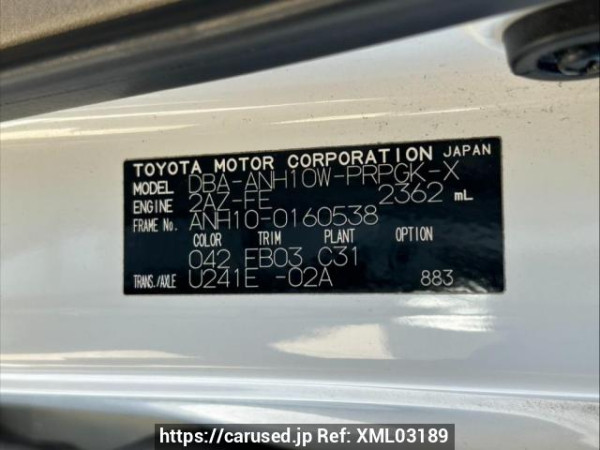 TOYOTA MOTOR CORPORATION JAPAN
MODEL DBA-ANH10W-PRPGK-X
ENGINE 2AZ-FE 2362 mL
FRAME No. ANH10-0160538
COLOR TRIM PLANT OPTION
042 FB03 C31
TRANS./AXLE U241E -02A 883
https://carused.jp Ref: XML03189